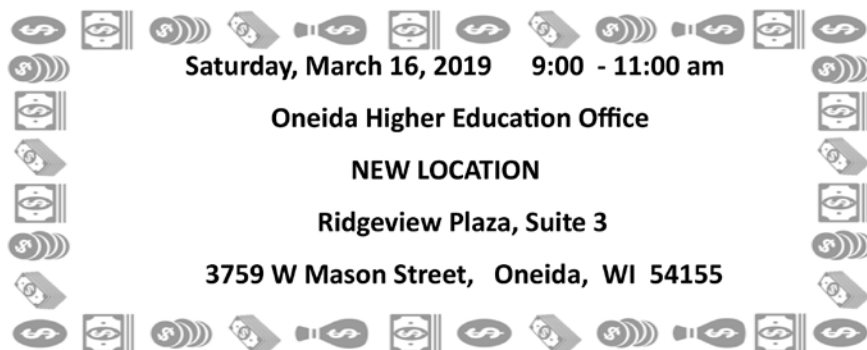 Saturday, March 16, 2019 9:00 - 11:00 am
Oneida Higher Education Office
NEW LOCATION
Ridgeview Plaza, Suite 3
3759 W Mason Street, Oneida, WI 54155